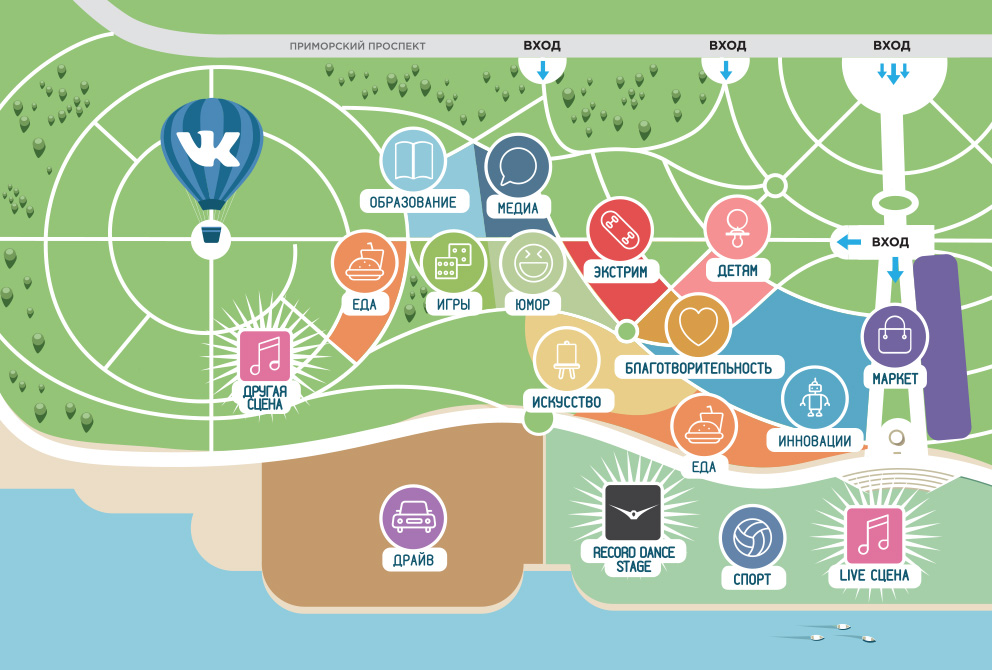 ПРИМОРСКИЙ ПРОСПЕКТ
ВХОД
ВХОД
ВХОД
VK
ОБРАЗОВАНИЕ
МЕДИА
ВХОД
ЭКСТРИМ
ДЕТЯМ
ЕДА
ИГРЫ
ЮМОР
БЛАГОТВОРИТЕЛЬНОСТЬ
МАРКЕТ
ДРУГАЯ
СЦЕНА
ИСКУССТВО
ИННОВАЦИИ
ЕДА
ДРАЙВ
RECORD DANCE
STAGE
СПОРТ
LIVE СЦЕНА